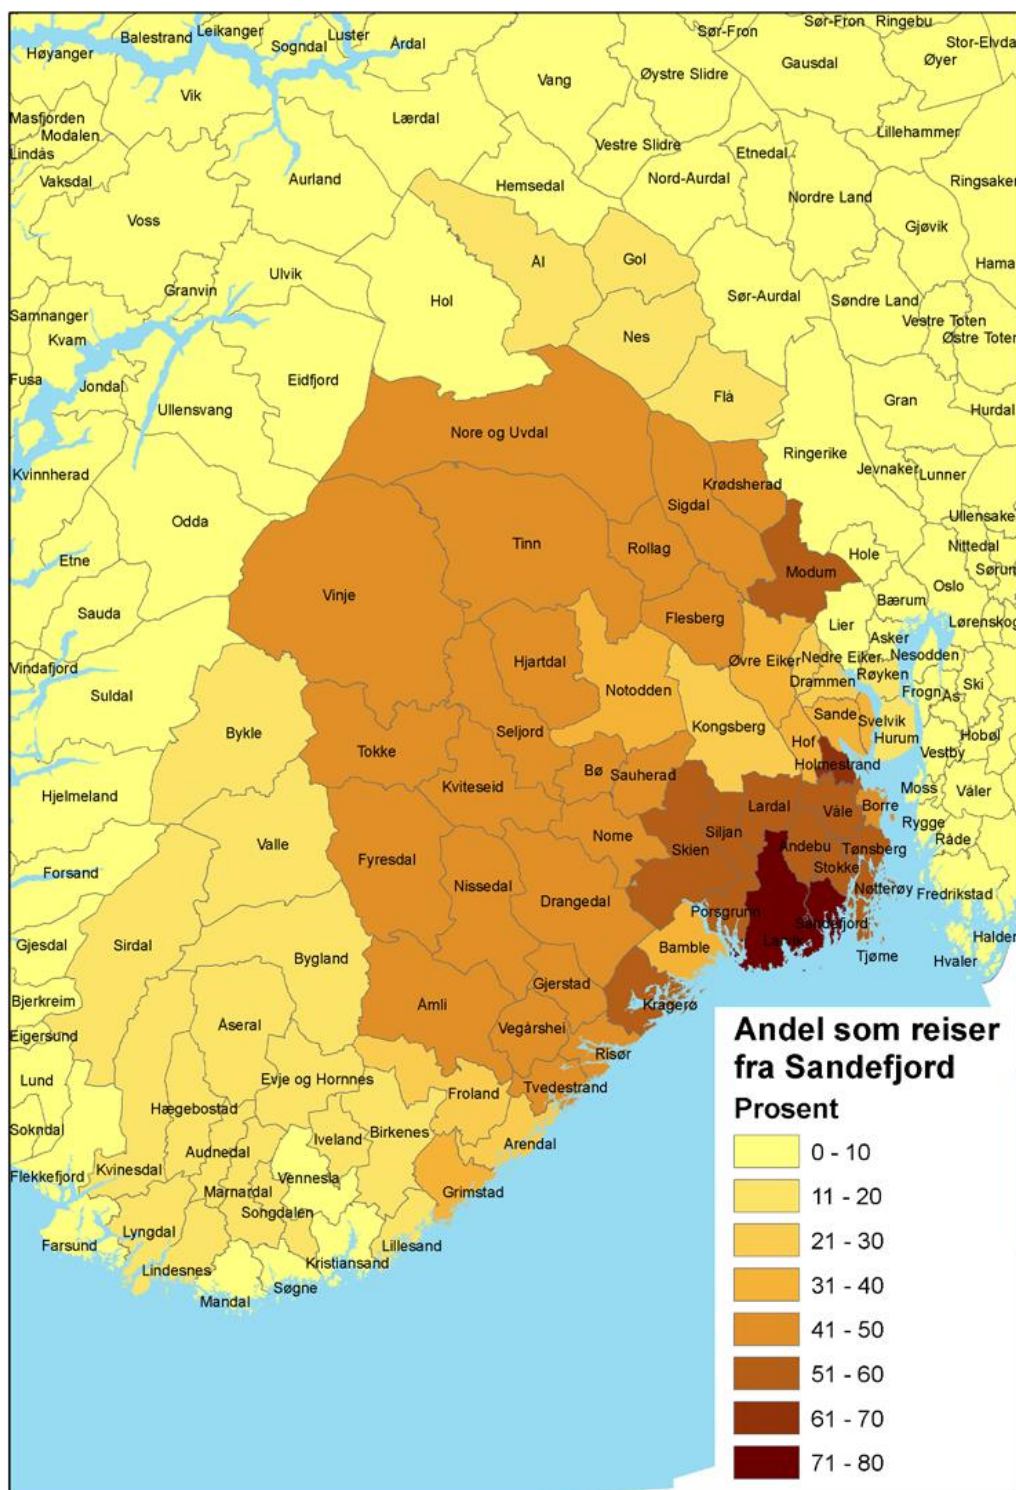 Sør-Fron Ringebu
Leikanger
Balestrand
Luster
Sør-Fron
Sogndal
Årdal
Stor-Elvda
Høyanger
Øyer
Gausdal
Vang
Øystre Slidre
Vik
Masfjorden
Lærdal
Lillehammer
Modalen
Vestre Slidre
Etnedal
Lindås
Nord-Aurdal
Vaksdal
Aurland
Hemsedal
Ringsaker
Nordre Land
Voss
Gjøvik
Ål
Gol
Hama
Ulvik
Granvin
Hol
Sør-Aurdal
Søndre Land
Samnanger
Vestre Toten
Kvam
Nes
Østre Toten
Fusa
Jondal
Eidfjord
Flå
Gran
Ullensvang
Hurdal
Nore og Uvdal
Ringerike
Kvinnherad
Jevnaker
Lunner
Krødsherad
Sigdal
Odda
Ullensake
Tinn
Rollag
Nittedal
Hole
Etne
Modum
Sørum
Oslo
Vinje
Bærum
Sauda
Flesberg
Lier
Lørenskog
Asker
Hjartdal
Øvre Eiker
Nedre Eiker
Nesodden
Vindafjord
Røyken
Drammen
Ski
Suldal
Notodden
Frogn
Ås
Sande
Svelvik
Kongsberg
Bykle
Seljord
Hof
Hurum
Hobøl
Tokke
Vestby
Holmestrand
Bø
Sauherad
Kviteseid
Moss
Våler
Hjelmeland
Lardal
Borre
Våle
Rygge
Siljan
Nome
Råde
Valle
Andebu
Tønsberg
Skien
Fyresdal
Stokke
Forsand
Nissedal
Nøtterøy
Fredrikstad
Drangedal
Porsgrunn
Sandefjord
Gjesdal
Sirdal
Bamble
Larvik
Halden
Bygland
Tjøme
Hvaler
Gjerstad
Bjerkreim
Åmli
Kragerø
Åseral
Vegårshei
Eigersund
Risør
Lund
Evje og Hornnes
Tvedestrand
Froland
Hægebostad
Sokndal
Birkenes
Iveland
Arendal
Audnedal
Kvinesdal
Flekkefjord
Vennesla
Marnardal
Grimstad
Songdalen
Lyngdal
Farsund
Lillesand
Kristiansand
Lindesnes
Søgne
Mandal
Andel som reiser
fra Sandefjord
Prosent
0 - 10
11 - 20
21 - 30
31 - 40
41 - 50
51 - 60
61 - 70
71 - 80